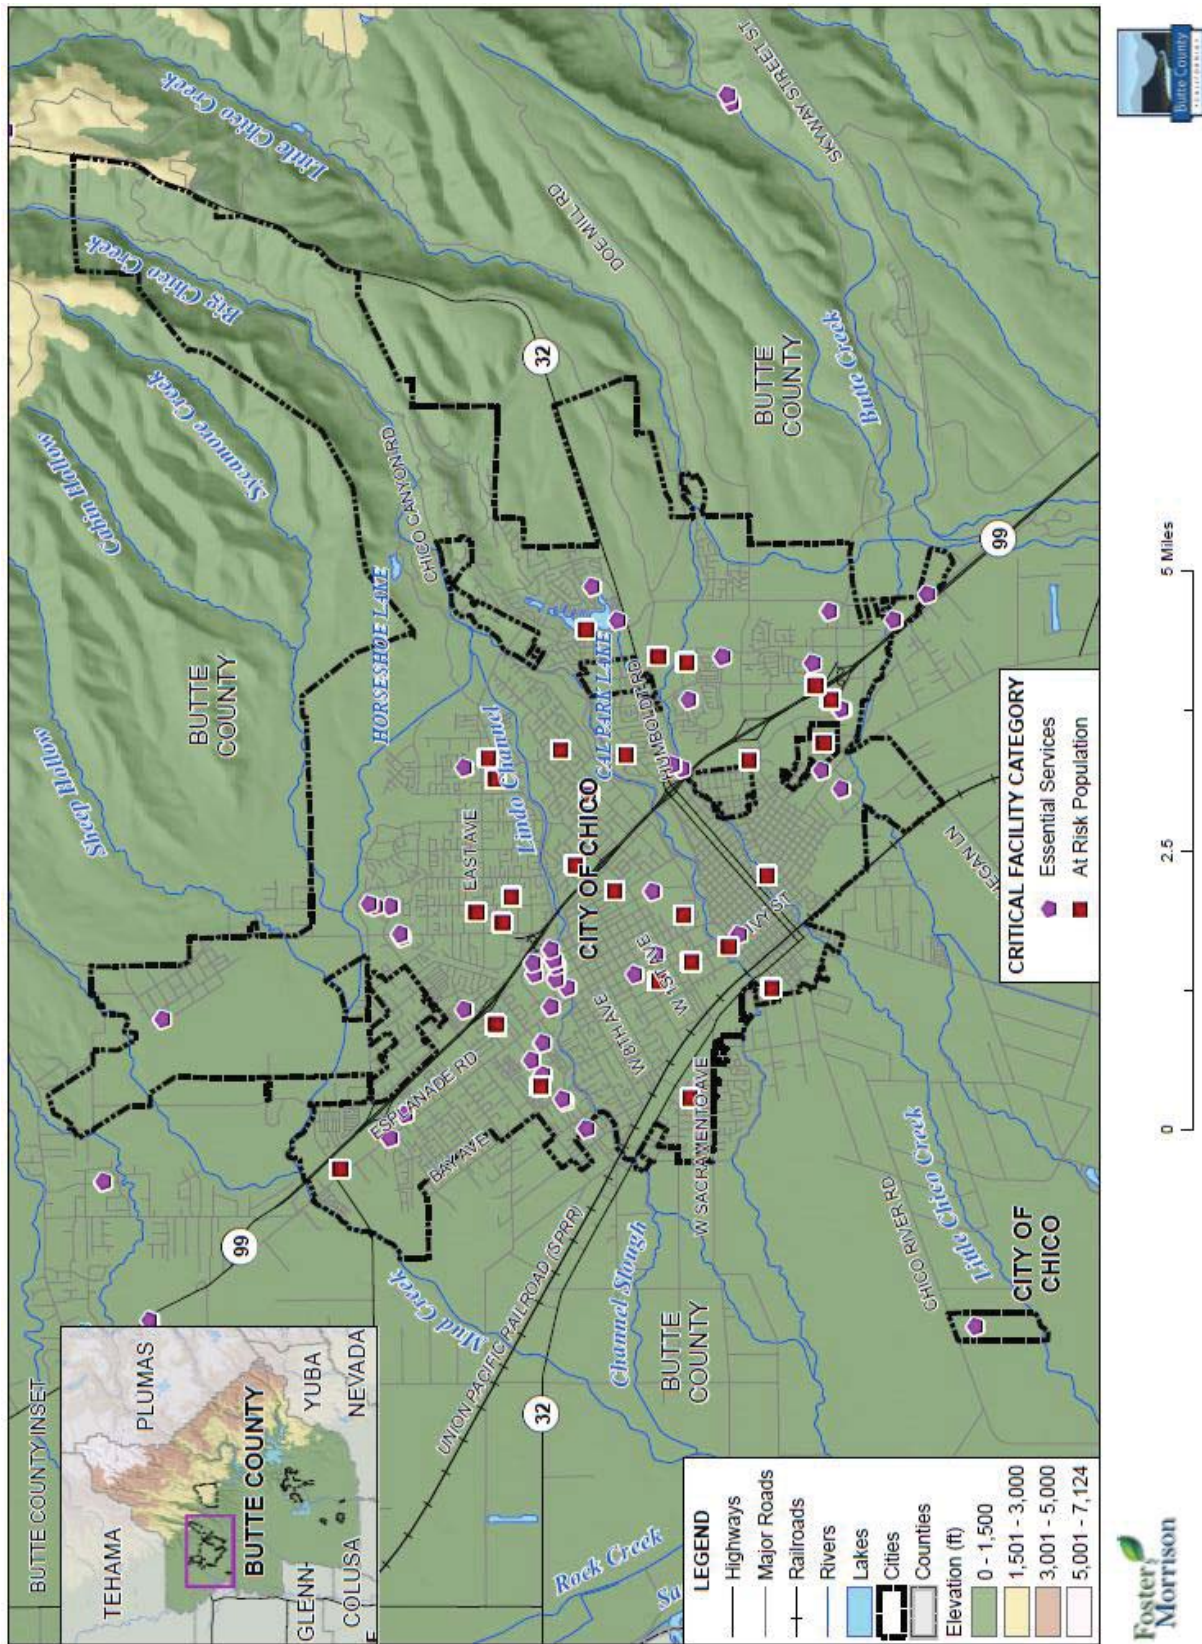 BUTTE COUNTY INSET
TEHAMA
PLUMAS
BUTTE COUNTY
GLENN
COLUSA
YUBA
NEVADA
99
Sheep Hollow
Cabin Hollow
Sycamore Creek
Big Chico Creek
Little Chico Creek
BUTTE
COUNTY
HORSESHOE LAKE
CHICO CANYON RD
32
DOE MILL RD
SKYWAY STREET ST
Mud Creek
ESPLANADE RD
BAY AVE
EAST AVE
Lindo Channel
CITY OF CHICO
CAL PARK LAKE
HUMBOLDT RD
BUTTE
COUNTY
Butte Creek
UNION PACIFIC RAILROAD (SPRR)
W 8TH AVE
W 1ST AVE
IVY ST
W SACRAMENTO AVE
32
Channel Slough
BUTTE
COUNTY
99
Rock Creek
CHICO RIVER RD
Little Chico Creek
CITY OF
CHICO
LEGEND
Highways
Major Roads
Railroads
Rivers
Lakes
Cities
Counties
Elevation (ft)
0 - 1,500
1,501 - 3,000
3,001 - 5,000
5,001 - 7,124
CRITICAL FACILITY CATEGORY
Essential Services
At Risk Population
0
2.5
5 Miles
Foster
Morrison
Butte County
CALIFORNIA